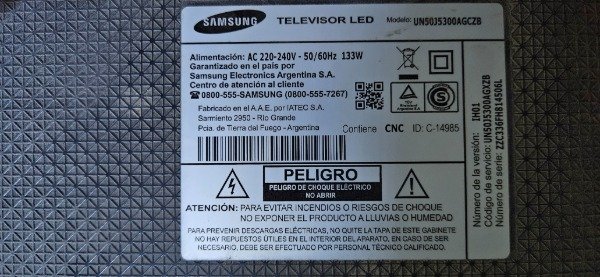 SAMSUNG TELEVISOR LED Modelo: UN50J5300AGCZB
Alimentación: AC 220-240V - 50/60Hz 133W
Garantizado en el país por
Samsung Electronics Argentina S.A.
Centro de atención al cliente
0800-555-SAMSUNG (0800-555-7267)
Fabricado en el A.A.E. por IATEC S.A.
Sarmiento 2950 - Río Grande
Pcia. de Tierra del Fuego - Argentina
Contiene CNC ID: C-14985
PELIGRO
PELIGRO DE CHOQUE ELÉCTRICO
NO ABRIR
ATENCIÓN: PARA EVITAR INCENDIOS O RIESGOS DE CHOQUE
NO EXPONER EL PRODUCTO A LLUVIAS O HUMEDAD
PARA PREVENIR DESCARGAS ELÉCTRICAS, NO QUITE LA TAPA DE ESTE GABINETE
NO HAY REPUESTOS ÚTILES EN EL INTERIOR DEL APARATO, EN CASO DE SER
NECESARIO, DEBE SER EFECTUADO POR PERSONAL TÉCNICO CALIFICADO.
Número de la versión: IH01
Código de servicio: UN50J5300AGXZB
Número de serie: ZZC336FHB14506L